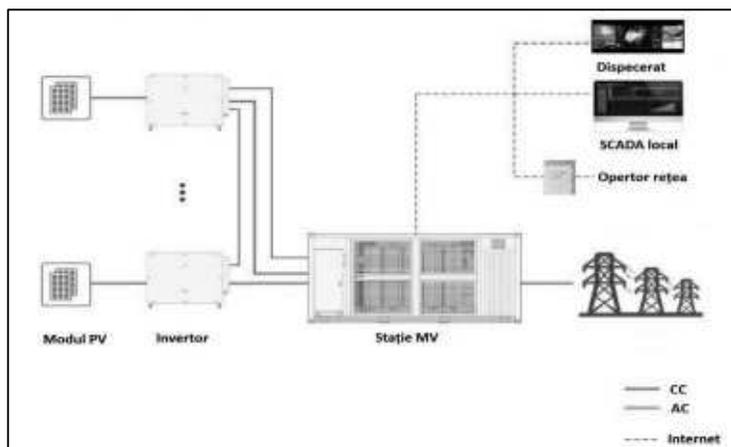 Dispecerat
SCADA local
Opertor rețea
Modul PV
Invertor
Stație MV
CC
AC
Internet